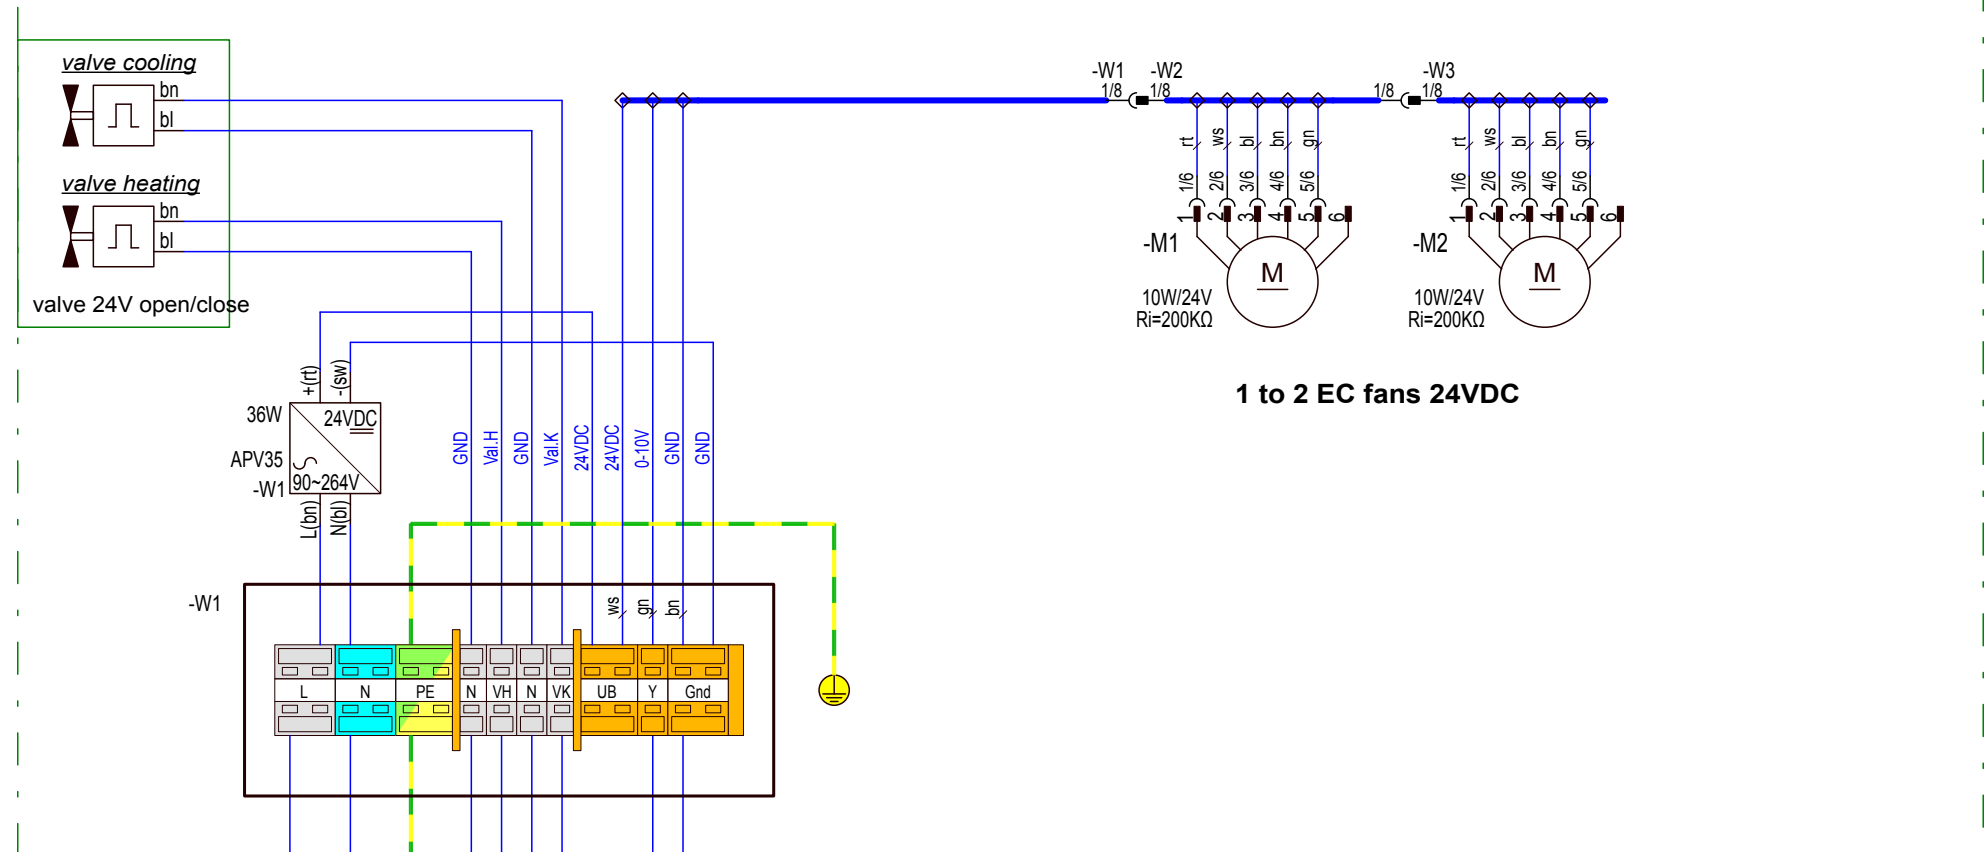 valve cooling
bn
bl
valve heating
bn
bl
valve 24V open/close
-W1
1/8
-W2
1/8
1/8
-W3
1/8
rt
ws
bl
bn
gn
1/6
2/6
3/6
4/6
5/6
1
2
3
4
5
6
-M1
M
10W/24V
Ri=200KΩ
rt
ws
bl
bn
gn
1/6
2/6
3/6
4/6
5/6
1
2
3
4
5
6
-M2
M
10W/24V
Ri=200KΩ
1 to 2 EC fans 24VDC
+(rt)
-(sw)
36W
24VDC
APV35
90~264V
-W1
L(bn)
N(bl)
GND
Val.H
GND
Val.K
24VDC
24VDC
0-10V
GND
GND
-W1
ws
gn
bn
L
N
PE
N
VH
N
VK
UB
Y
Gnd